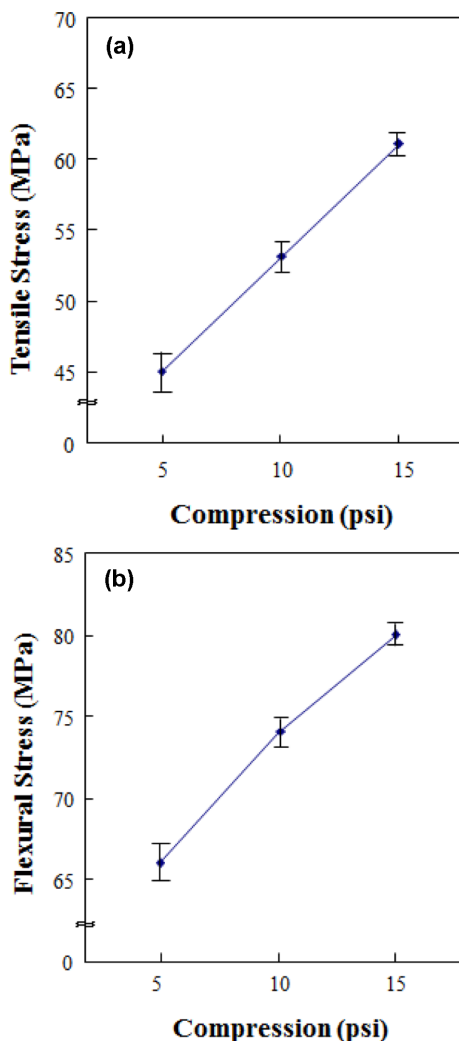 (a)
Tensile Stress (MPa)
70
65
60
55
50
45
0
5 10 15
Compression (psi)
(b)
Flexural Stress (MPa)
85
80
75
70
65
0
5 10 15
Compression (psi)